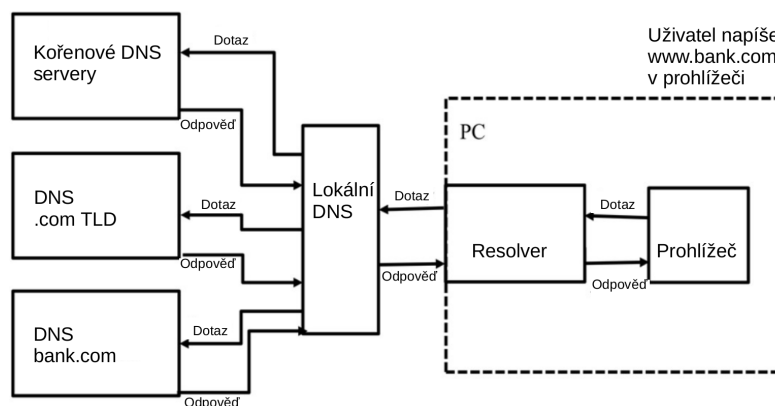 Uživatel napíše
www.bank.com
v prohlížeči
Kořenové DNS
servery
Dotaz
Odpověď
PC
DNS
.com TLD
Dotaz
Odpověď
Lokální
DNS
Dotaz
Odpověď
Resolver
Dotaz
Odpověď
Prohlížeč
DNS
bank.com
Dotaz
Odpověď